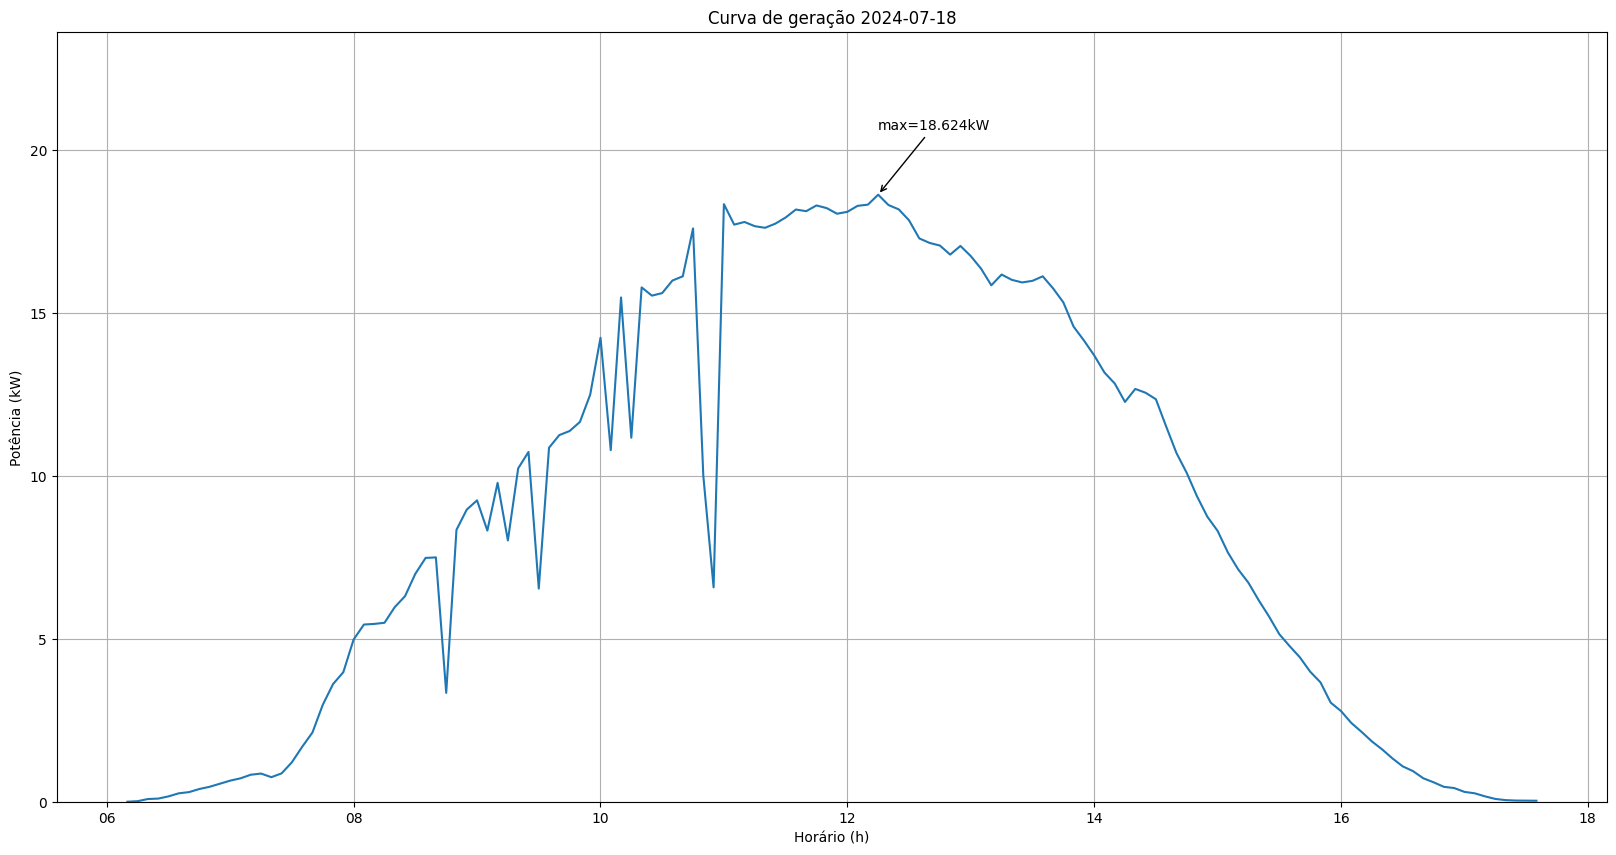 Curva de geração 2024-07-18
max=18.624kW
Potência (kW)
20
15
10
5
0
06 08 10 12 14 16 18
Horário (h)